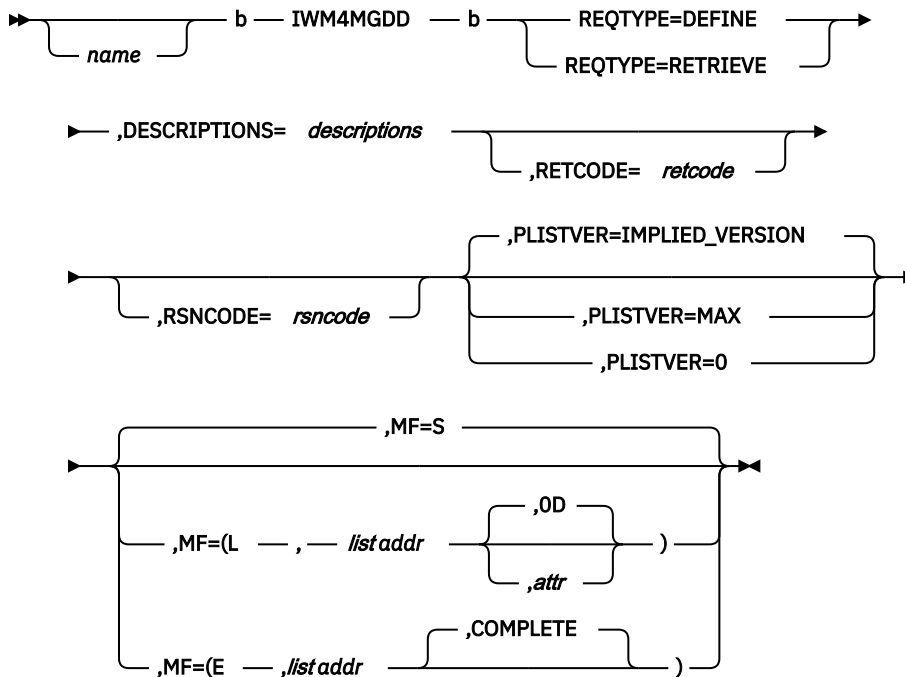 b IWM4MGDD b REQTYPE=DEFINE
name REQTYPE=RETRIEVE
,DESCRIPTIONS= descriptions
,RETCODE= retcode
,PLISTVER=IMPLIED_VERSION
,RSNCODE= rsncode ,PLISTVER=MAX
,PLISTVER=0
,MF=S
,0D
,MF=(L , list addr )
,attr
,COMPLETE
,MF=(E ,list addr )